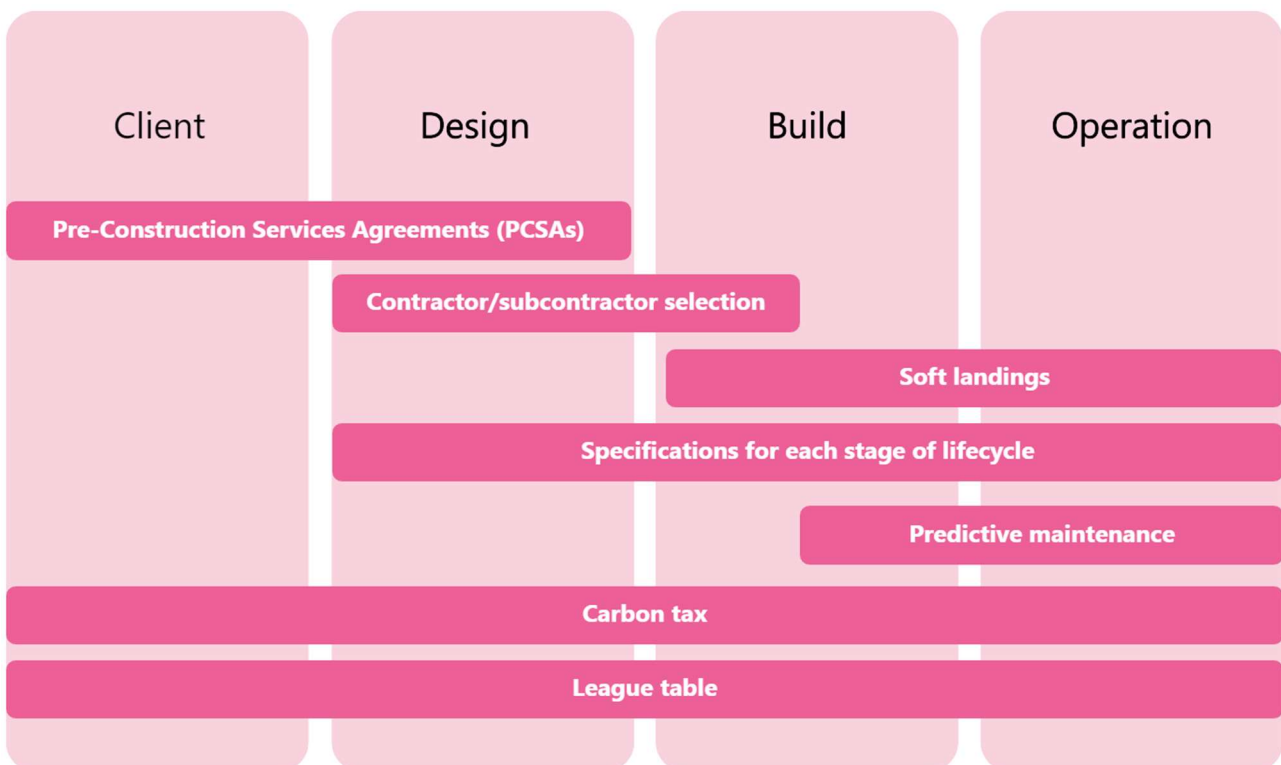 Client
Design
Build
Operation
Pre-Construction Services Agreements (PCSAs)
Contractor/subcontractor selection
Soft landings
Specifications for each stage of lifecycle
Predictive maintenance
Carbon tax
League table